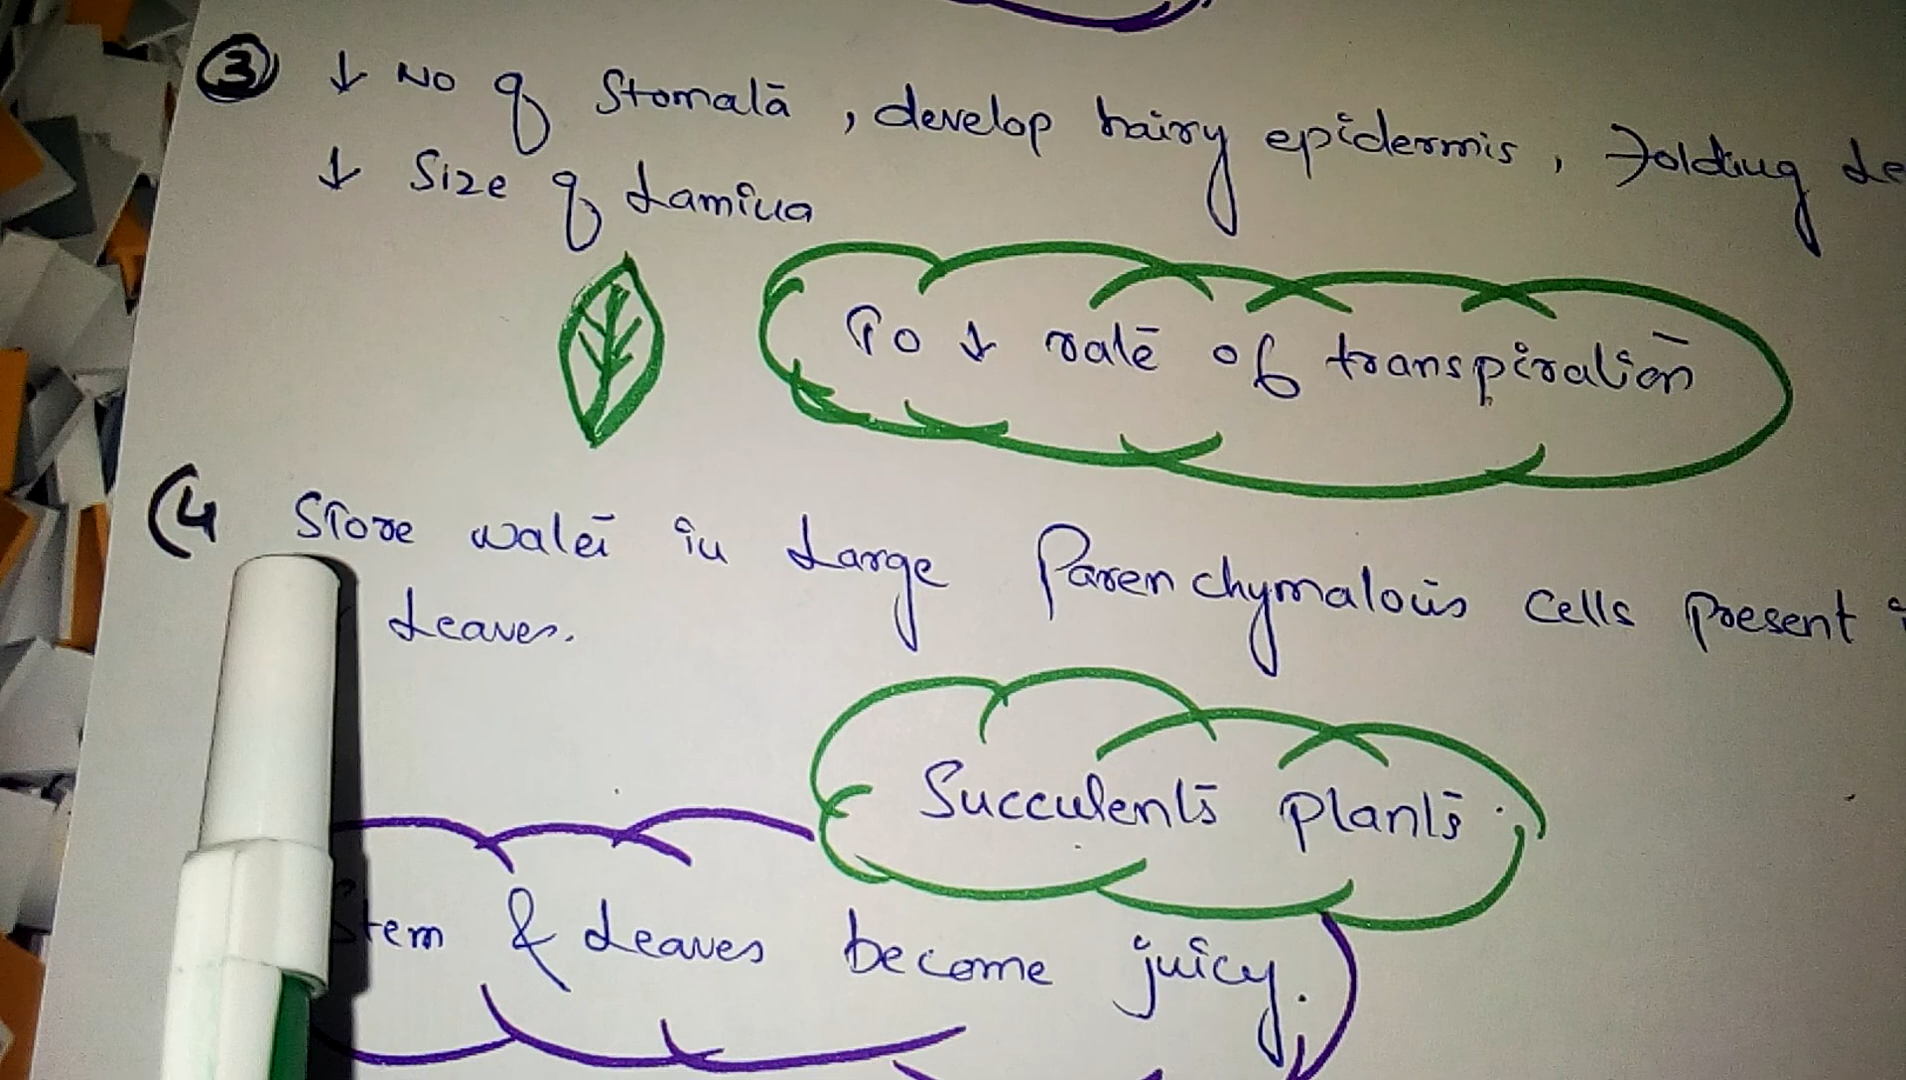 ③ ↓ No of Stomata, develop hairy epidermis, Folding
↓ Size of Lamina
To ↓ rate of transpiration
(4 Store water in Large Parenchymatous cells present
Leaves.
Succulents plants.
Stem & Leaves become juicy.